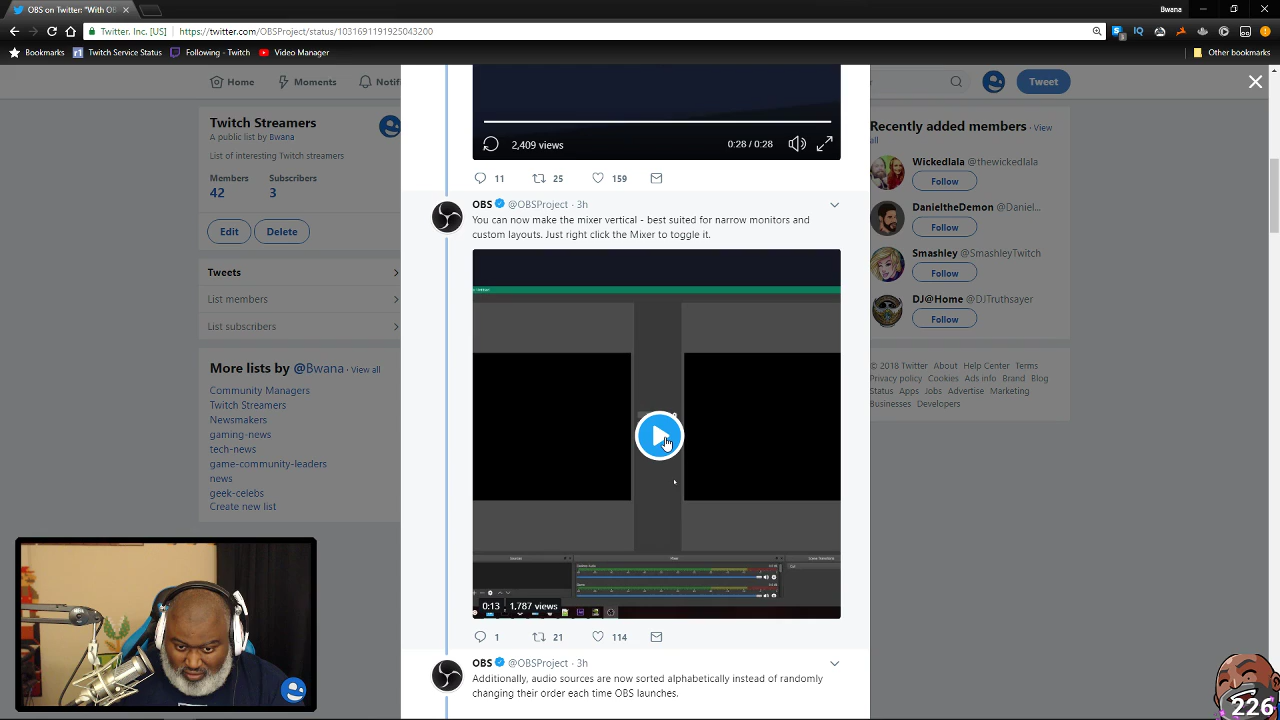 OBS on Twitter: "With OB
Bwana
Twitter, Inc. [US]
https://twitter.com/OBSProject/status/1031691191925043200
Bookmarks
Twitch Service Status
Following - Twitch
Video Manager
Other bookmarks
Home
Moments
Notifi
Tweet
Twitch Streamers
A public list by Bwana
List of interesting Twitch streamers
Members
Subscribers
42
3
Edit
Delete
Tweets
List members
List subscribers
More lists by @Bwana · View all
Community Managers
Twitch Streamers
Newsmakers
gaming-news
tech-news
game-community-leaders
news
geek-celebs
Create new list
2,409 views
0:28 / 0:28
11
25
159
OBS @OBSProject · 3h
You can now make the mixer vertical - best suited for narrow monitors and
custom layouts. Just right click the Mixer to toggle it.
0:13
1,787 views
1
21
114
OBS @OBSProject · 3h
Additionally, audio sources are now sorted alphabetically instead of randomly
changing their order each time OBS launches.
Recently added members · View
all
Wickedlala @thewickedlala
Follow
DanieltheDemon @Daniel...
Follow
Smashley @SmashleyTwitch
Follow
DJ@Home @DJTruthsayer
Follow
© 2018 Twitter About Help Center Terms
Privacy policy Cookies Ads info Brand Blog
Status Apps Jobs Advertise Marketing
Businesses Developers
226